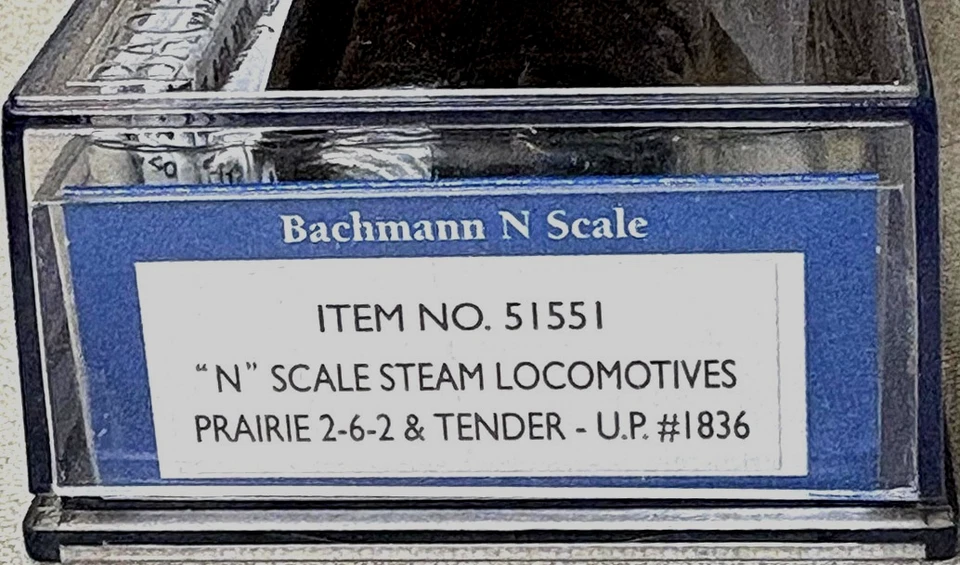 Bachmann N Scale
ITEM NO. 51551
“N” SCALE STEAM LOCOMOTIVES
PRAIRIE 2-6-2 & TENDER - U.P. #1836